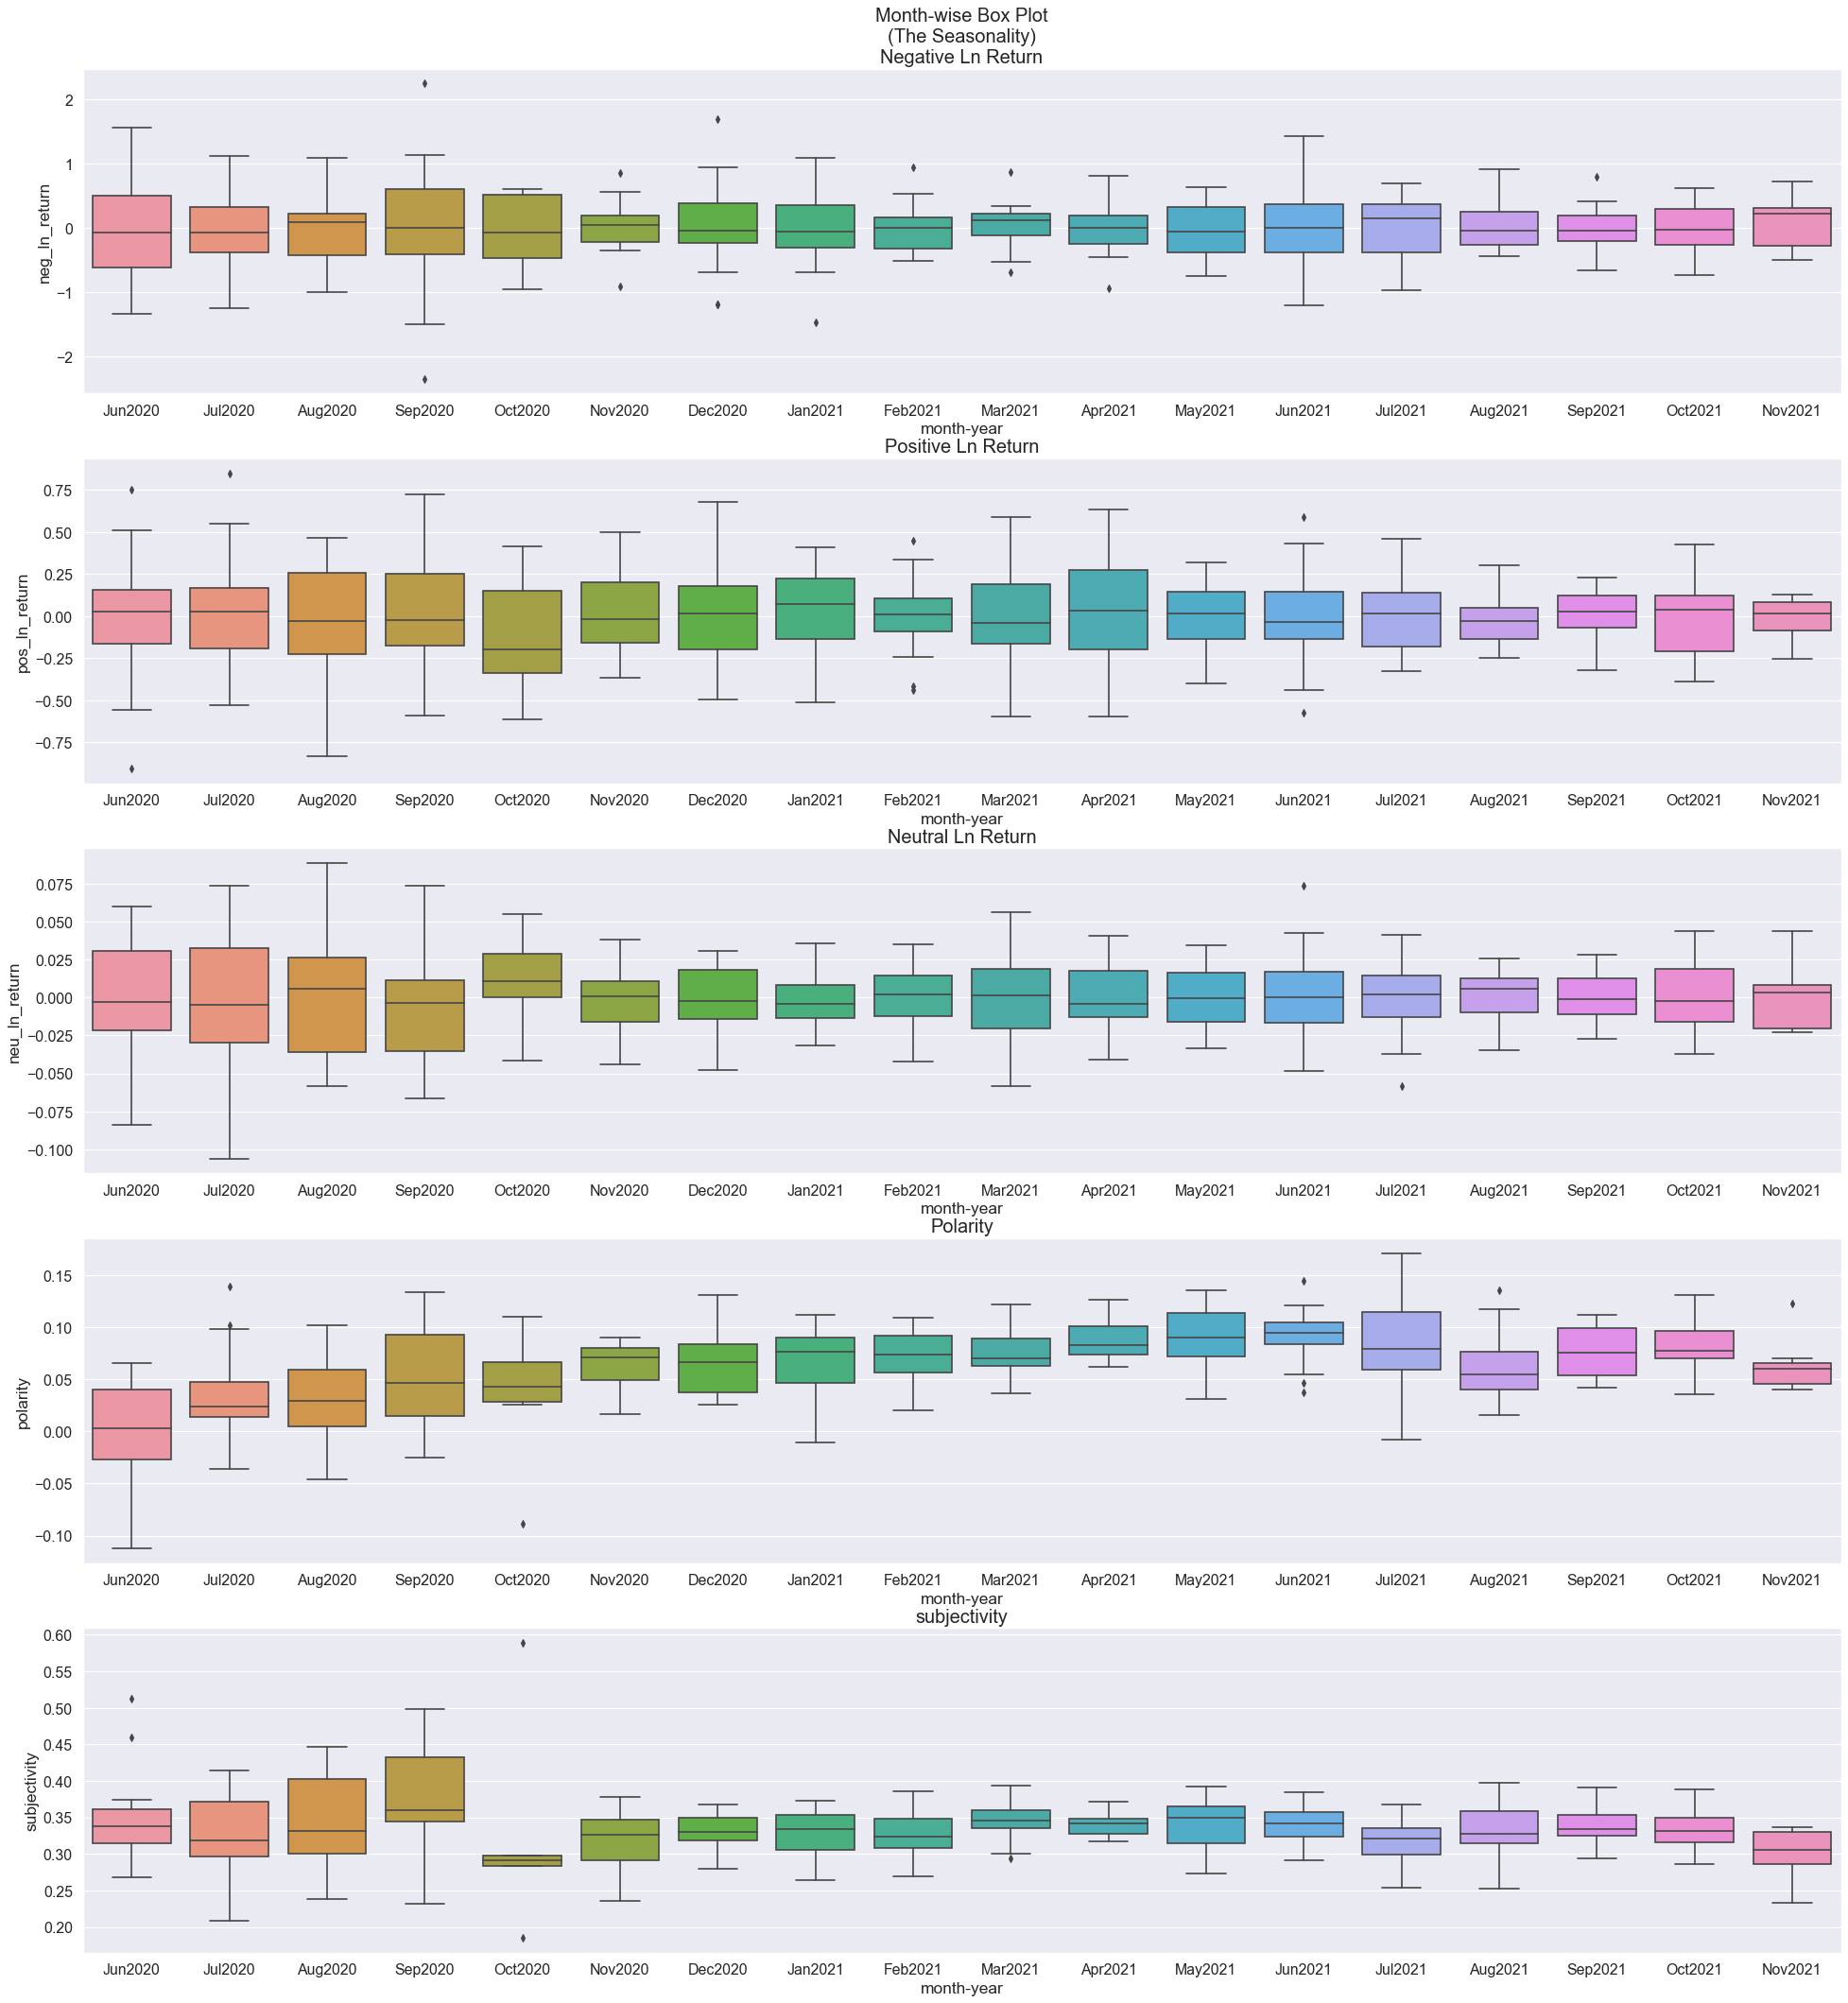 Month-wise Box Plot
(The Seasonality)
Negative Ln Return
neg_ln_return
2
1
0
−1
−2
Jun2020 Jul2020 Aug2020 Sep2020 Oct2020 Nov2020 Dec2020 Jan2021 Feb2021 Mar2021 Apr2021 May2021 Jun2021 Jul2021 Aug2021 Sep2021 Oct2021 Nov2021
month-year
Positive Ln Return
pos_ln_return
0.75
0.50
0.25
0.00
−0.25
−0.50
−0.75
Jun2020 Jul2020 Aug2020 Sep2020 Oct2020 Nov2020 Dec2020 Jan2021 Feb2021 Mar2021 Apr2021 May2021 Jun2021 Jul2021 Aug2021 Sep2021 Oct2021 Nov2021
month-year
Neutral Ln Return
neu_ln_return
0.075
0.050
0.025
0.000
−0.025
−0.050
−0.075
−0.100
Jun2020 Jul2020 Aug2020 Sep2020 Oct2020 Nov2020 Dec2020 Jan2021 Feb2021 Mar2021 Apr2021 May2021 Jun2021 Jul2021 Aug2021 Sep2021 Oct2021 Nov2021
month-year
Polarity
polarity
0.15
0.10
0.05
0.00
−0.05
−0.10
Jun2020 Jul2020 Aug2020 Sep2020 Oct2020 Nov2020 Dec2020 Jan2021 Feb2021 Mar2021 Apr2021 May2021 Jun2021 Jul2021 Aug2021 Sep2021 Oct2021 Nov2021
month-year
subjectivity
subjectivity
0.60
0.55
0.50
0.45
0.40
0.35
0.30
0.25
0.20
Jun2020 Jul2020 Aug2020 Sep2020 Oct2020 Nov2020 Dec2020 Jan2021 Feb2021 Mar2021 Apr2021 May2021 Jun2021 Jul2021 Aug2021 Sep2021 Oct2021 Nov2021
month-year